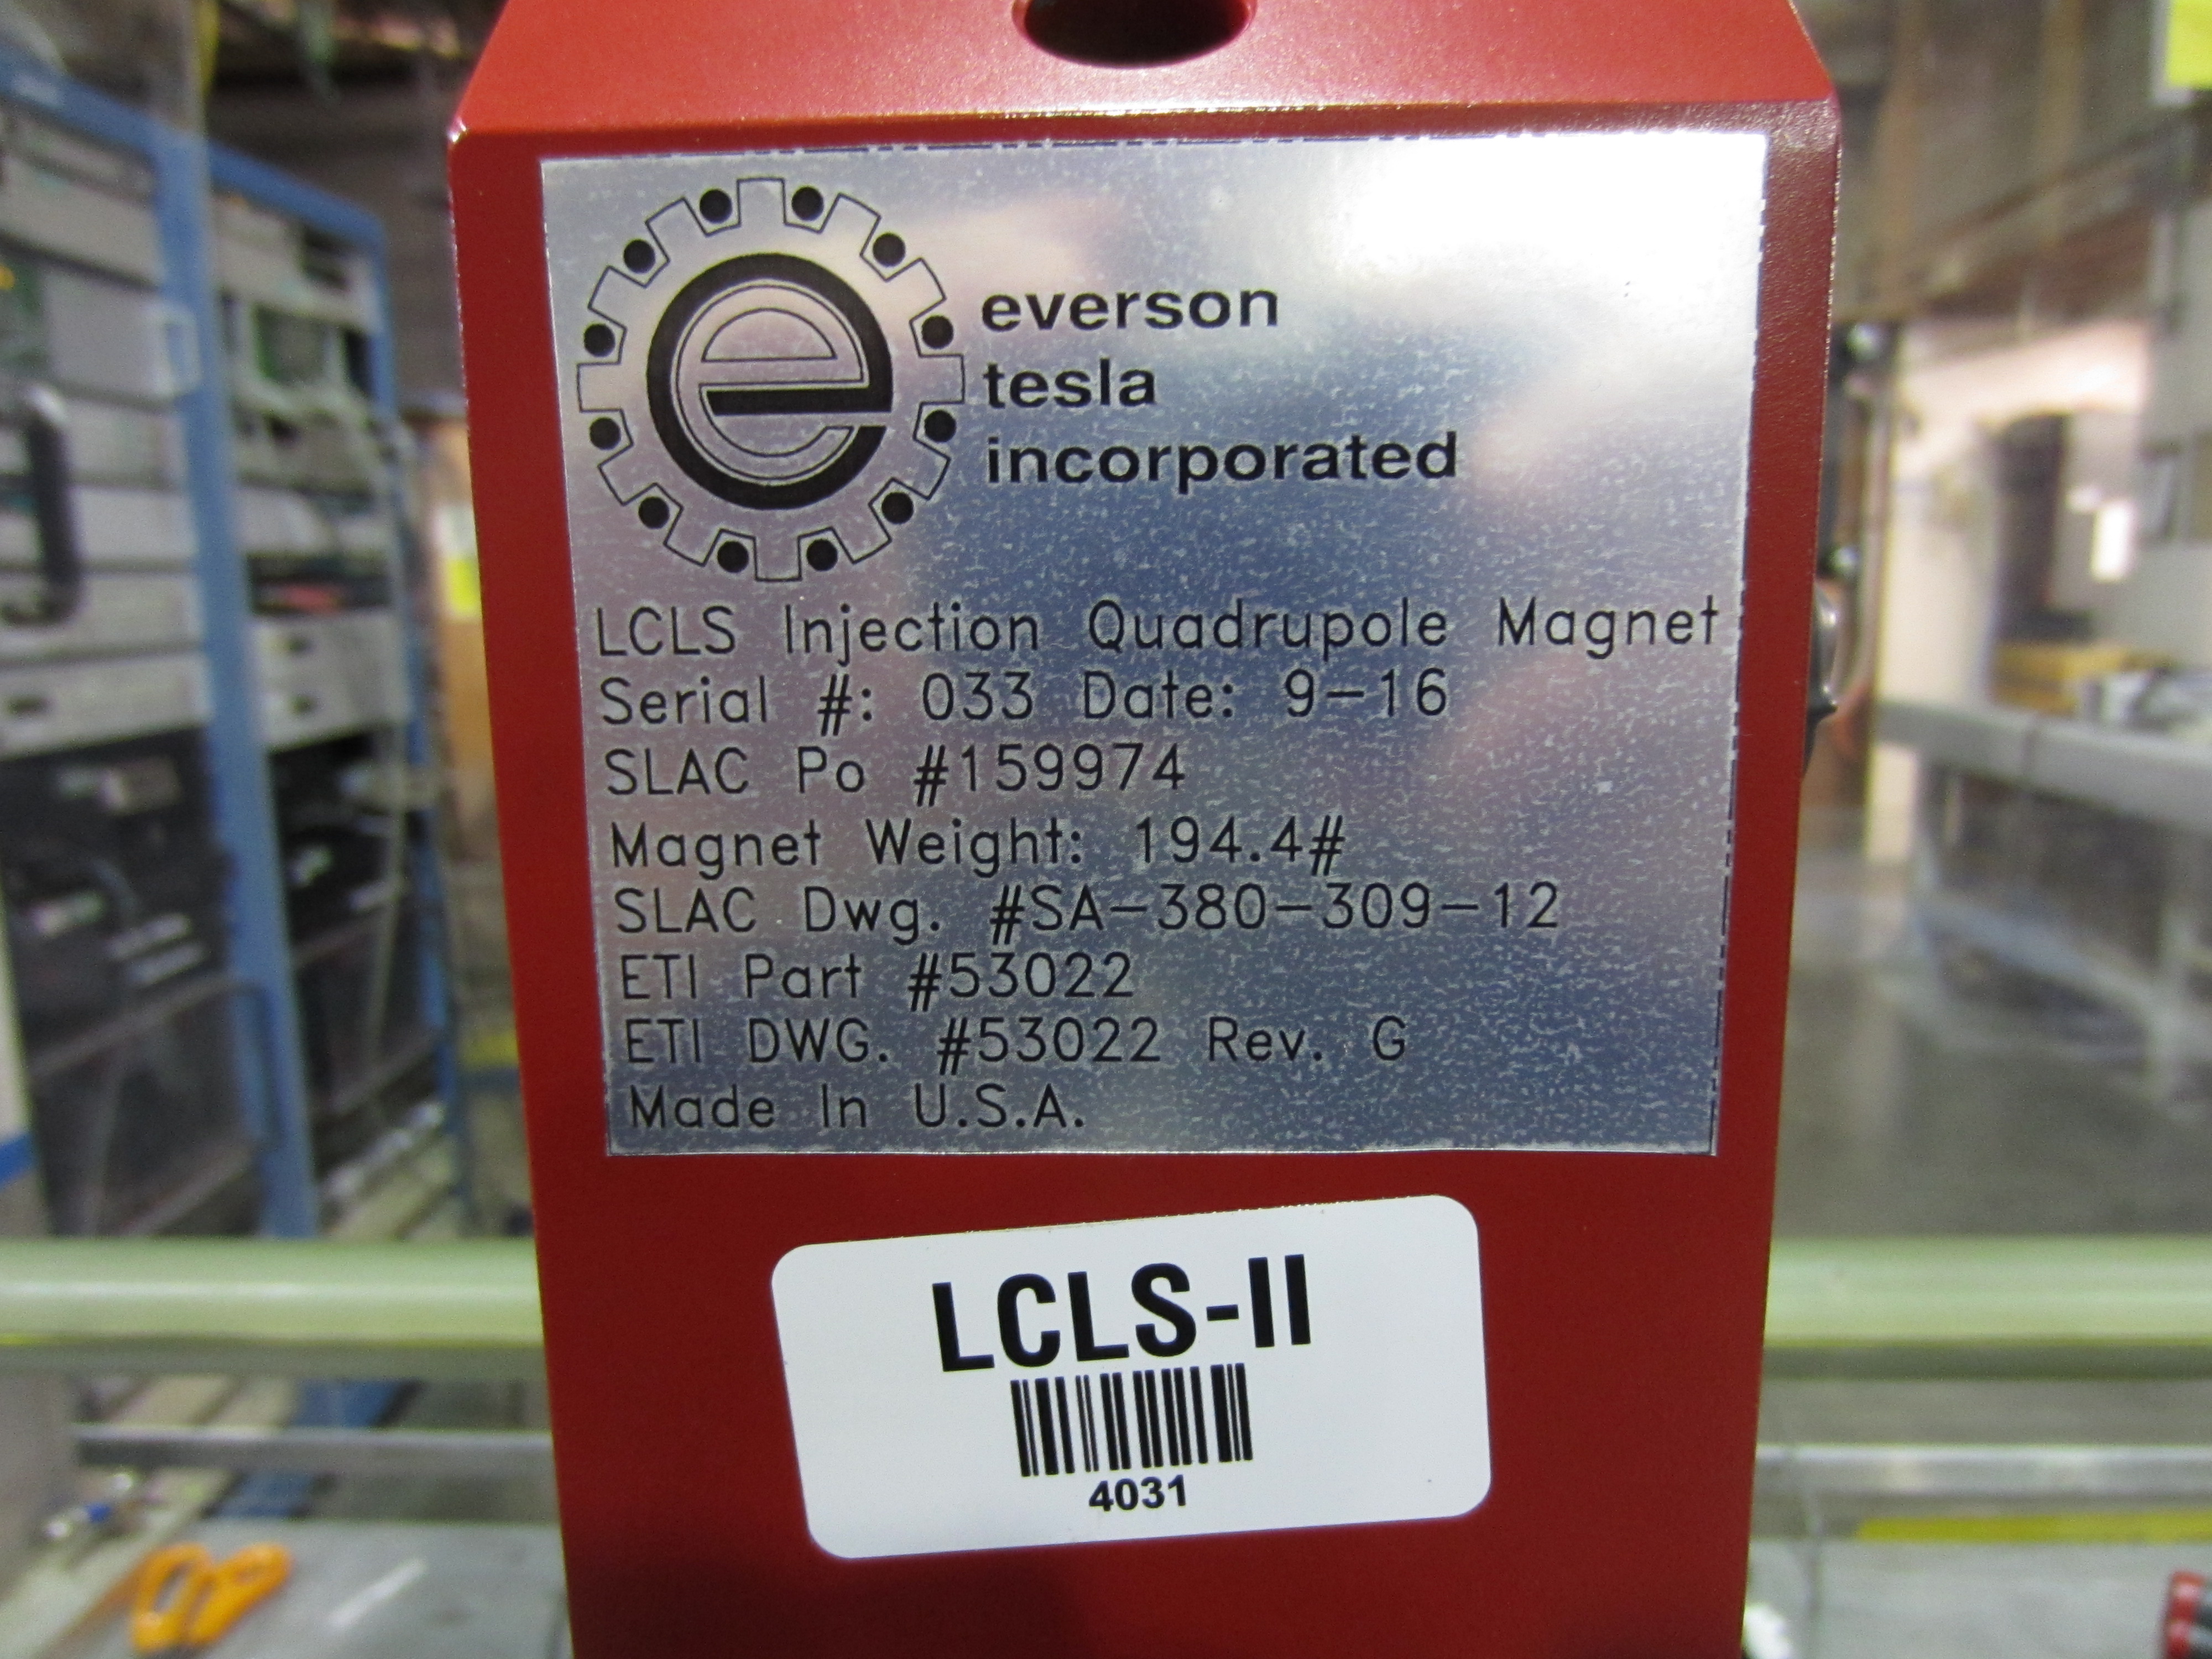 e
everson
tesla
incorporated
LCLS Injection Quadrupole Magnet
Serial #: 033 Date: 9-16
SLAC Po #159974
Magnet Weight: 194.4#
SLAC Dwg. #SA-380-309-12
ETI Part #53022
ETI DWG. #53022 Rev. G
Made In U.S.A.
LCLS-II
4031